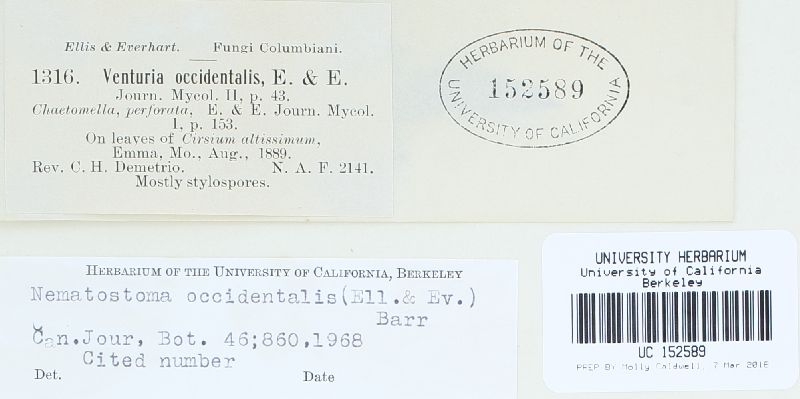 Ellis & Everhart. Fungi Columbiani.
1316. Venturia occidentalis, E. & E.
Journ. Mycol. II, p. 43.
Chaetomella, perforata, E. & E. Journ. Mycol.
I, p. 153.
On leaves of Cirsium altissimum,
Emma, Mo., Aug., 1889.
Rev. C. H. Demetrio. N. A. F. 2141.
Mostly stylospores.
HERBARIUM OF THE
152589
UNIVERSITY OF CALIFORNIA
HERBARIUM OF THE UNIVERSITY OF CALIFORNIA, BERKELEY
Nematostoma occidentalis(Ell.& Ev.)
Barr
Can.Jour, Bot. 46;860,1968
Cited number
Det. Date
UNIVERSITY HERBARIUM
University of California
Berkeley
UC 152589
PREP BY Molly Caldwell, 7 Mar 2016